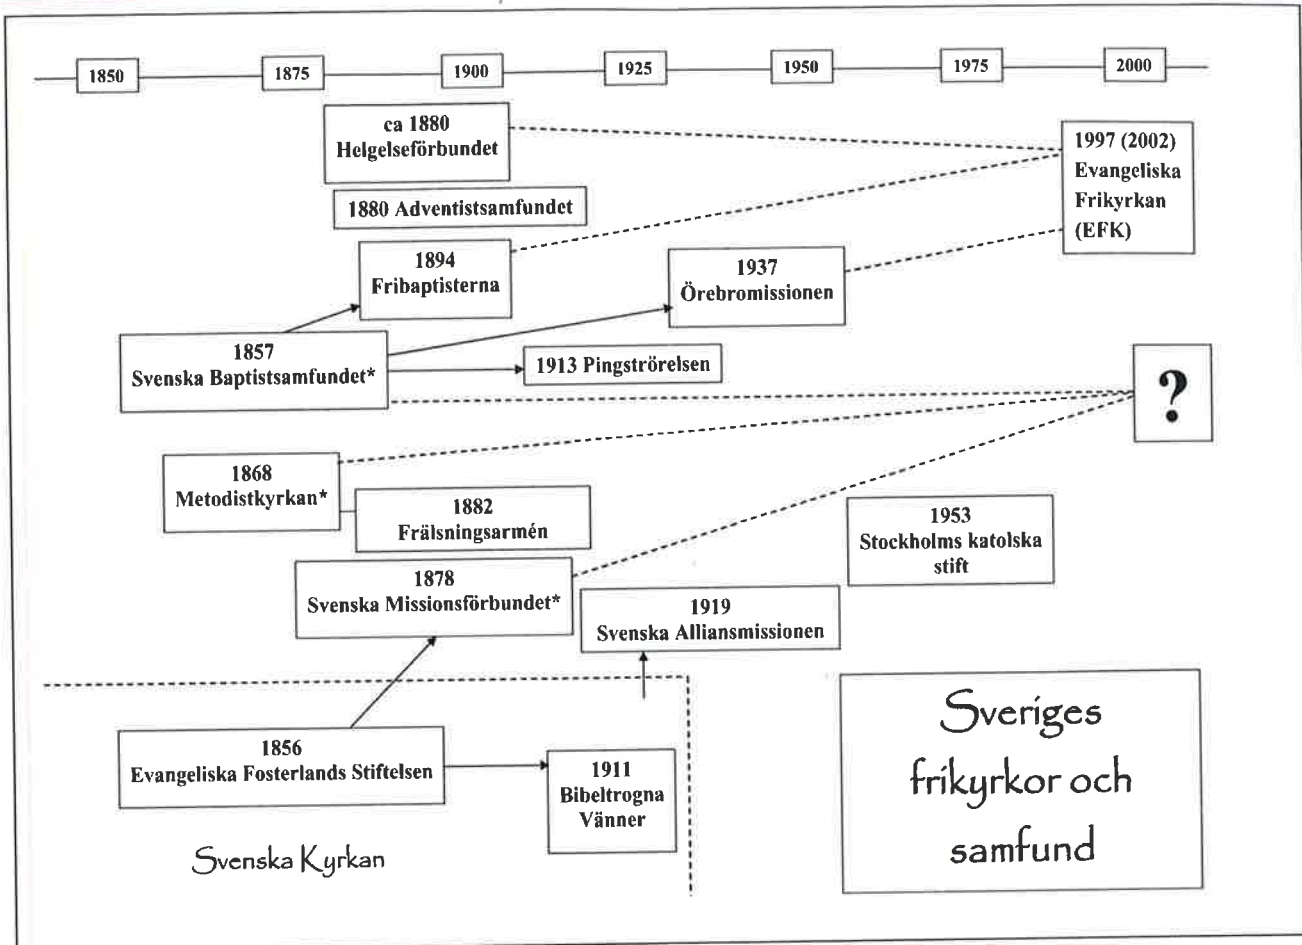 1850 1875 1900 1925 1950 1975 2000
ca 1880
Helgelseförbundet
1997 (2002)
Evangeliska
Frikyrkan
(EFK)
1880 Adventistsamfundet
1894
Fribaptisterna
1937
Örebromissionen
1857
Svenska Baptistsamfundet*
1913 Pingströrelsen
?
1868
Metodistkyrkan*
1882
Frälsningsarmén
1953
Stockholms katolska
stift
1878
Svenska Missionsförbundet*
1919
Svenska Alliansmissionen
1856
Evangeliska Fosterlands Stiftelsen
1911
Bibeltrogna
Vänner
Svenska Kyrkan
Sveriges
frikyrkor och
samfund